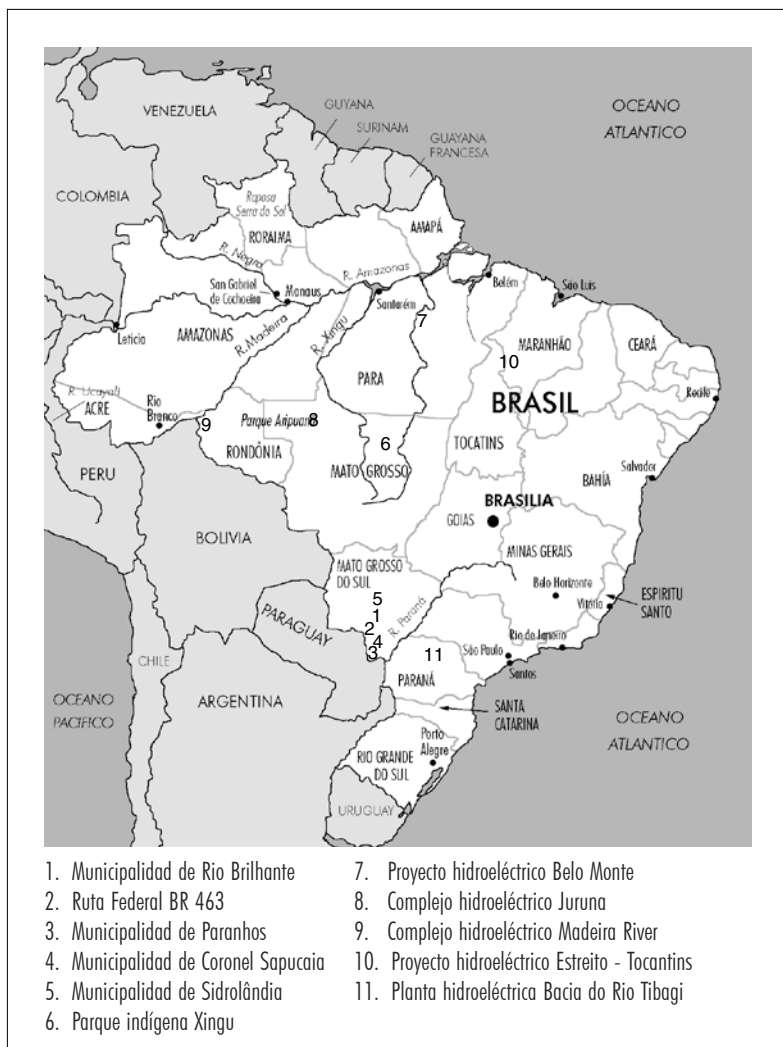 VENEZUELA
GUYANA
SURINAM
GUAYANA
FRANCESA
OCEANO
ATLANTICO
COLOMBIA
Raposa
Serra do Sol
RORAIMA
AMAPÁ
R. Negro
R. Amazonas
San Gabriel
de Cochoeira
Manaus
Santarém
Belém
São Luis
Leticia
AMAZONAS
R.Madeira
R. Xingu
7
MARANHÃO
CEARÁ
10
PARA
BRASIL
R. Ucayali
ACRE
Rio
Branco
9
Parque Aripuana
8
Recife
RONDÔNIA
6
TOCATINS
PERU
MATO GROSSO
BAHÍA
Salvador
BRASILIA
GOIAS
BOLIVIA
MINAS GERAIS
MATO GROSSO
DO SUL
Belo Horizonte
ESPIRITU
SANTO
Vitória
5
1
2
4
3
R. Paraná
PARAGUAY
Rio de Janeiro
São Paulo
Santos
11
PARANÁ
CHILE
OCEANO
PACIFICO
ARGENTINA
SANTA
CATARINA
OCEANO
ATLANTICO
Porto
Alegre
RIO GRANDE
DO SUL
URUGUAY
1. Municipalidad de Rio Brilhante
2. Ruta Federal BR 463
3. Municipalidad de Paranhos
4. Municipalidad de Coronel Sapucaia
5. Municipalidad de Sidrolândia
6. Parque indígena Xingu
7. Proyecto hidroeléctrico Belo Monte
8. Complejo hidroeléctrico Juruna
9. Complejo hidroeléctrico Madeira River
10. Proyecto hidroeléctrico Estreito - Tocantins
11. Planta hidroeléctrica Bacia do Rio Tibagi